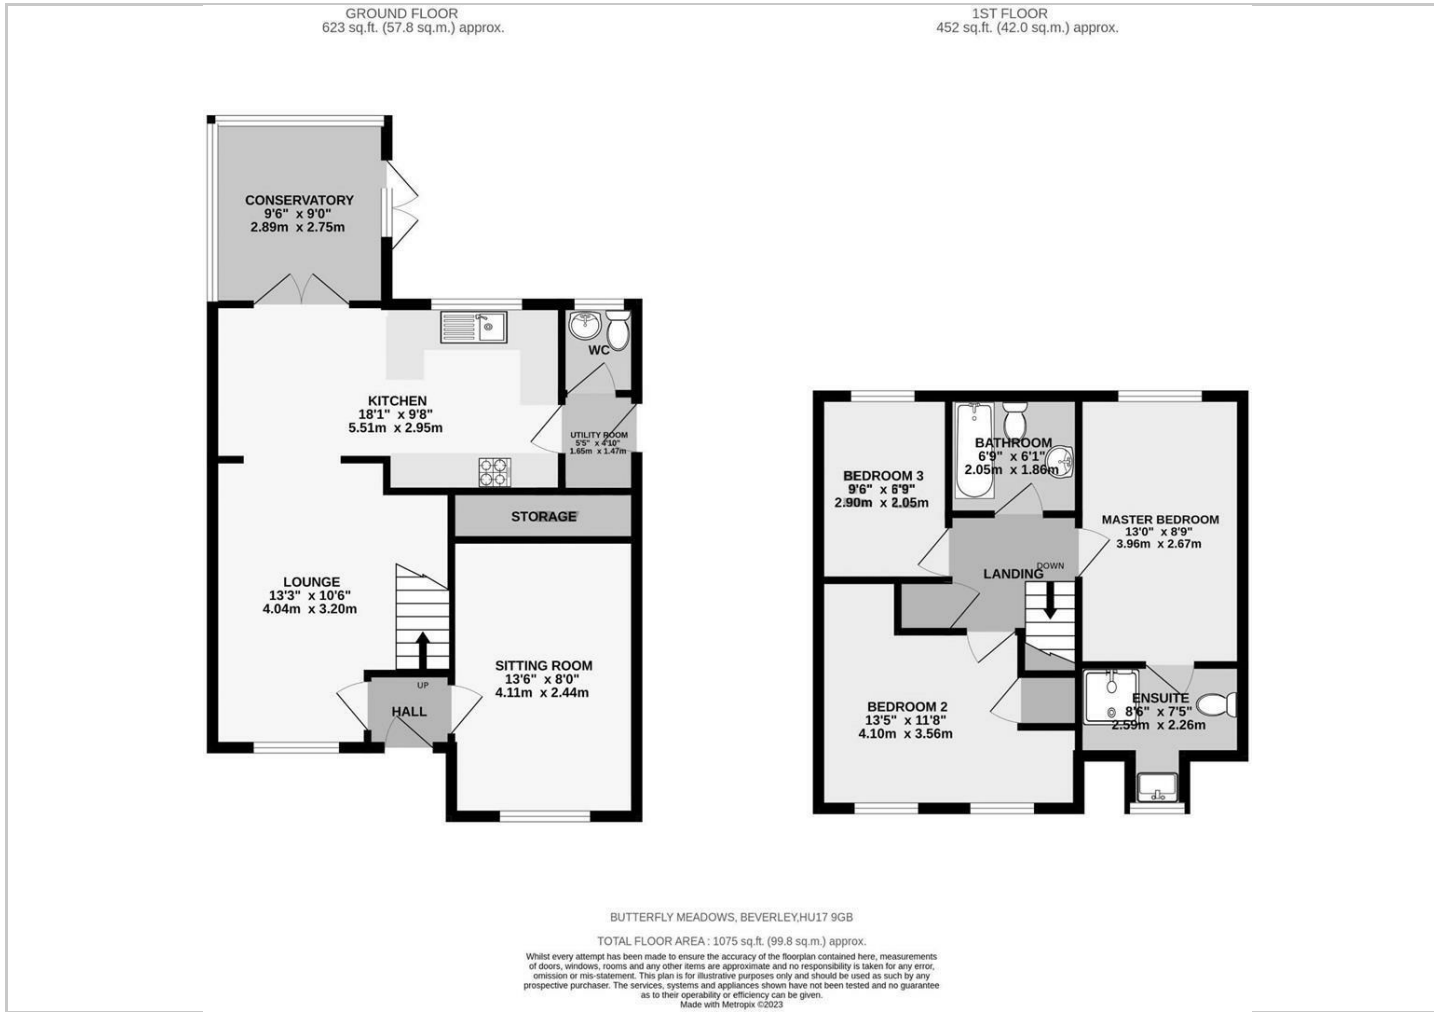 GROUND FLOOR
623 sq.ft. (57.8 sq.m.) approx.
1ST FLOOR
452 sq.ft. (42.0 sq.m.) approx.
CONSERVATORY
9'6" x 9'0"
2.89m x 2.75m
WC
KITCHEN
18'1" x 9'8"
5.51m x 2.95m
UTILITY ROOM
5'5" x 4'10"
1.65m x 1.47m
STORAGE
LOUNGE
13'3" x 10'6"
4.04m x 3.20m
SITTING ROOM
13'6" x 8'0"
4.11m x 2.44m
UP
HALL
BATHROOM
6'9" x 6'1"
2.05m x 1.86m
BEDROOM 3
9'6" x 6'9"
2.90m x 2.05m
MASTER BEDROOM
13'0" x 8'9"
3.96m x 2.67m
DOWN
LANDING
BEDROOM 2
13'5" x 11'8"
4.10m x 3.56m
ENSUITE
8'6" x 7'5"
2.59m x 2.26m
BUTTERFLY MEADOWS, BEVERLEY,HU17 9GB
TOTAL FLOOR AREA : 1075 sq.ft. (99.8 sq.m.) approx.
Whilst every attempt has been made to ensure the accuracy of the floorplan contained here, measurements
of doors, windows, rooms and any other items are approximate and no responsibility is taken for any error,
omission or mis-statement. This plan is for illustrative purposes only and should be used as such by any
prospective purchaser. The services, systems and appliances shown have not been tested and no guarantee
as to their operability or efficiency can be given.
Made with Metropix ©2023